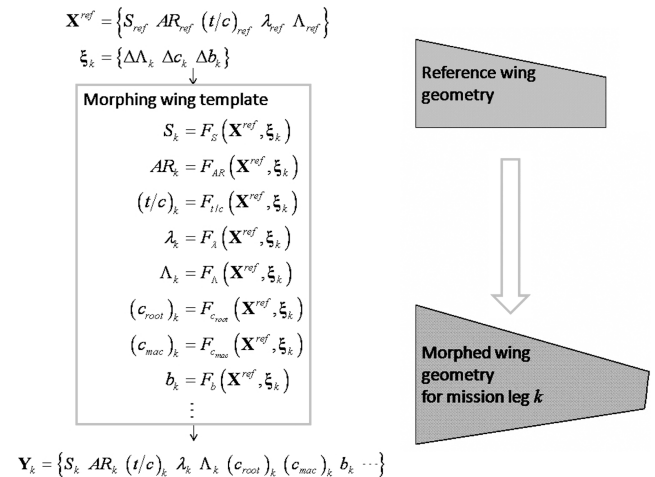 X^ref = {S_ref AR_ref (t/c)_ref λ_ref Λ_ref}
ξ_k = {ΔΛ_k Δc_k Δb_k}
Morphing wing template
S_k = F_S (X^ref, ξ_k)
AR_k = F_AR (X^ref, ξ_k)
(t/c)_k = F_t/c (X^ref, ξ_k)
λ_k = F_λ (X^ref, ξ_k)
Λ_k = F_Λ (X^ref, ξ_k)
(c_root)_k = F_c_root (X^ref, ξ_k)
(c_mac)_k = F_c_mac (X^ref, ξ_k)
b_k = F_b (X^ref, ξ_k)
⋮
Y_k = {S_k AR_k (t/c)_k λ_k Λ_k (c_root)_k (c_mac)_k b_k ⋯}
Reference wing
geometry
Morphed wing
geometry
for mission leg k